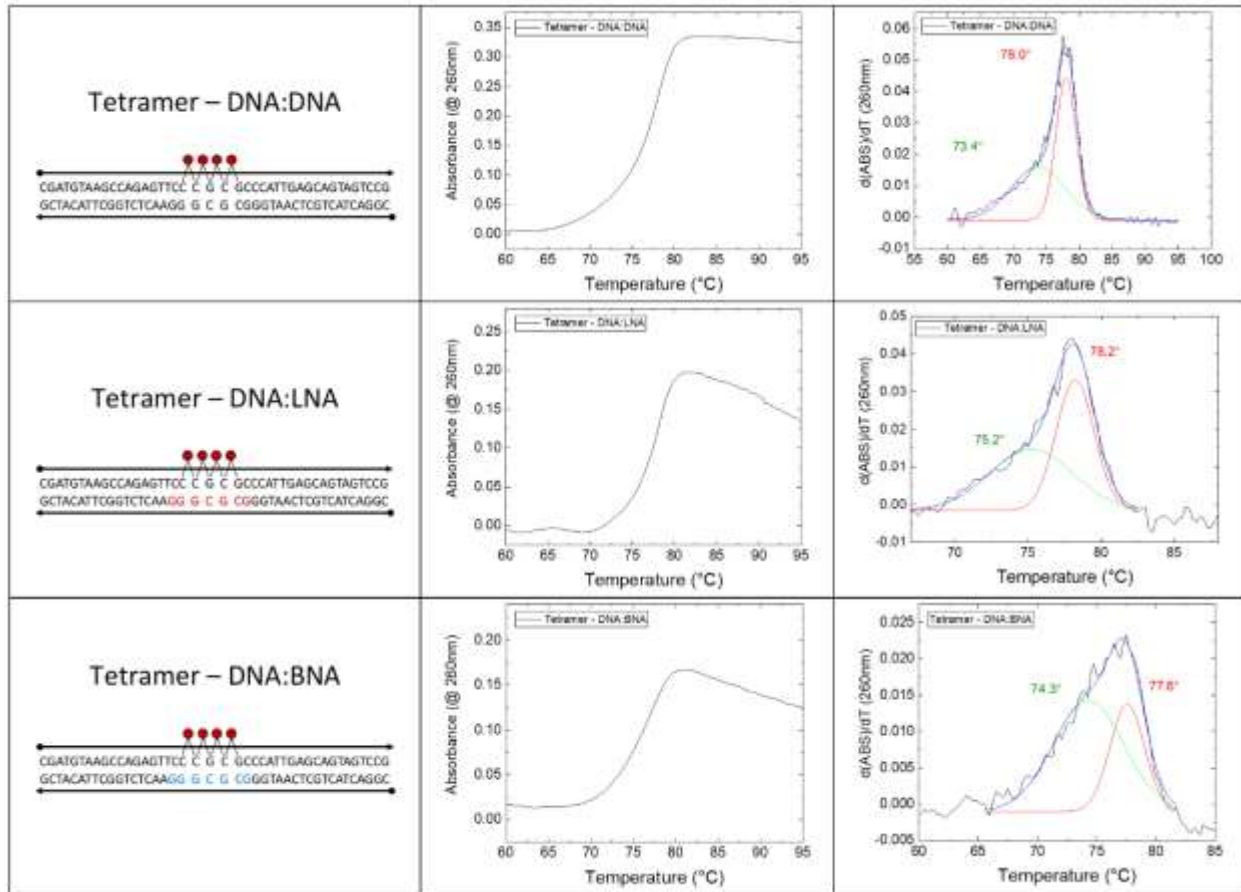 Tetramer – DNA:DNA
CGATGTAAGCCAGAGTTCC C G C GCCCATTGAGCAGTAGTCCG
GCTACATTCGGTCTCAAGG G C G CGGGTAACTCGTCATCAGGC
Tetramer - DNA:DNA
Absorbance (@ 260nm)
0.35
0.30
0.25
0.20
0.15
0.10
0.05
0.00
60 65 70 75 80 85 90 95
Temperature (°C)
Tetramer - DNA:DNA
78.0°
73.4°
d(ABS)/dT (260nm)
0.06
0.05
0.04
0.03
0.02
0.01
0.00
-0.01
55 60 65 70 75 80 85 90 95 100
Temperature (°C)
Tetramer – DNA:LNA
CGATGTAAGCCAGAGTTCC C G C GCCCATTGAGCAGTAGTCCG
GCTACATTCGGTCTCAAGG G C G CGGGTAACTCGTCATCAGGC
Tetramer - DNA:LNA
Absorbance (@ 260nm)
0.25
0.20
0.15
0.10
0.05
0.00
60 65 70 75 80 85 90 95
Temperature (°C)
Tetramer - DNA:LNA
78.2°
75.2°
d(ABS)/dT (260nm)
0.05
0.04
0.03
0.02
0.01
0.00
-0.01
70 75 80 85
Temperature (°C)
Tetramer – DNA:BNA
CGATGTAAGCCAGAGTTCC C G C GCCCATTGAGCAGTAGTCCG
GCTACATTCGGTCTCAAGG G C G CGGGTAACTCGTCATCAGGC
Tetramer - DNA:BNA
Absorbance (@ 260nm)
0.20
0.15
0.10
0.05
0.00
60 65 70 75 80 85 90 95
Temperature (°C)
Tetramer - DNA:BNA
74.3°
77.6°
d(ABS)/dT (260nm)
0.025
0.020
0.015
0.010
0.005
0.000
-0.005
60 65 70 75 80 85
Temperature (°C)